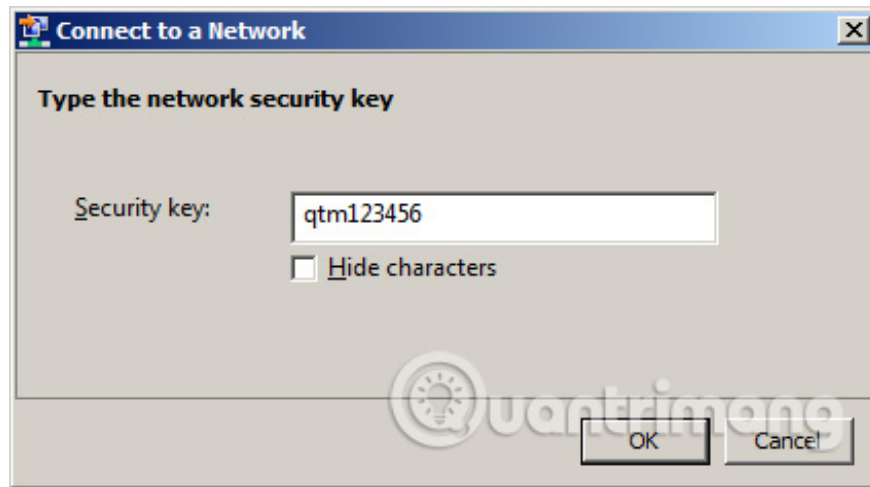 Connect to a Network
Type the network security key
Security key:
qtm123456
Hide characters
Quantrimang
OK
Cancel